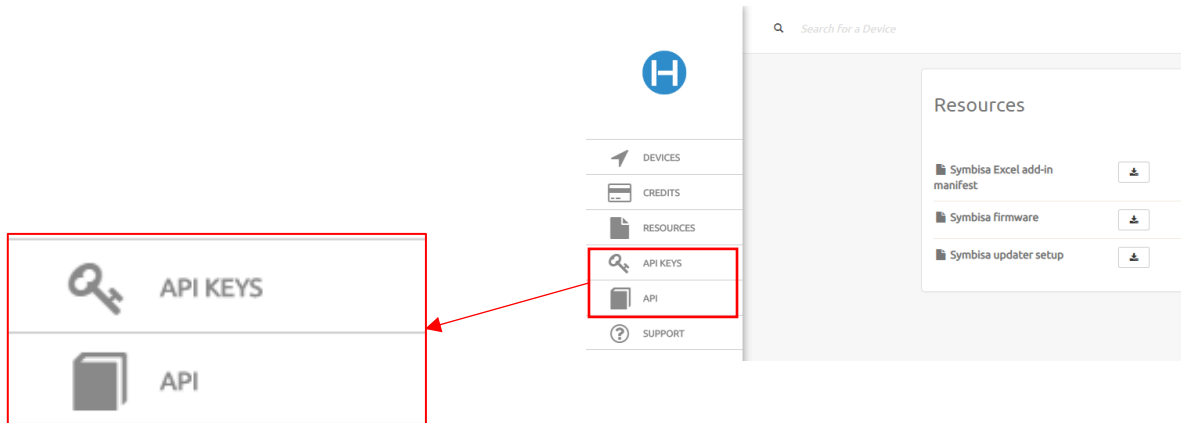 Search for a Device
H
Resources
DEVICES
CREDITS
RESOURCES
API KEYS
API
SUPPORT
Symbisa Excel add-in
manifest
Symbisa firmware
Symbisa updater setup
API KEYS
API